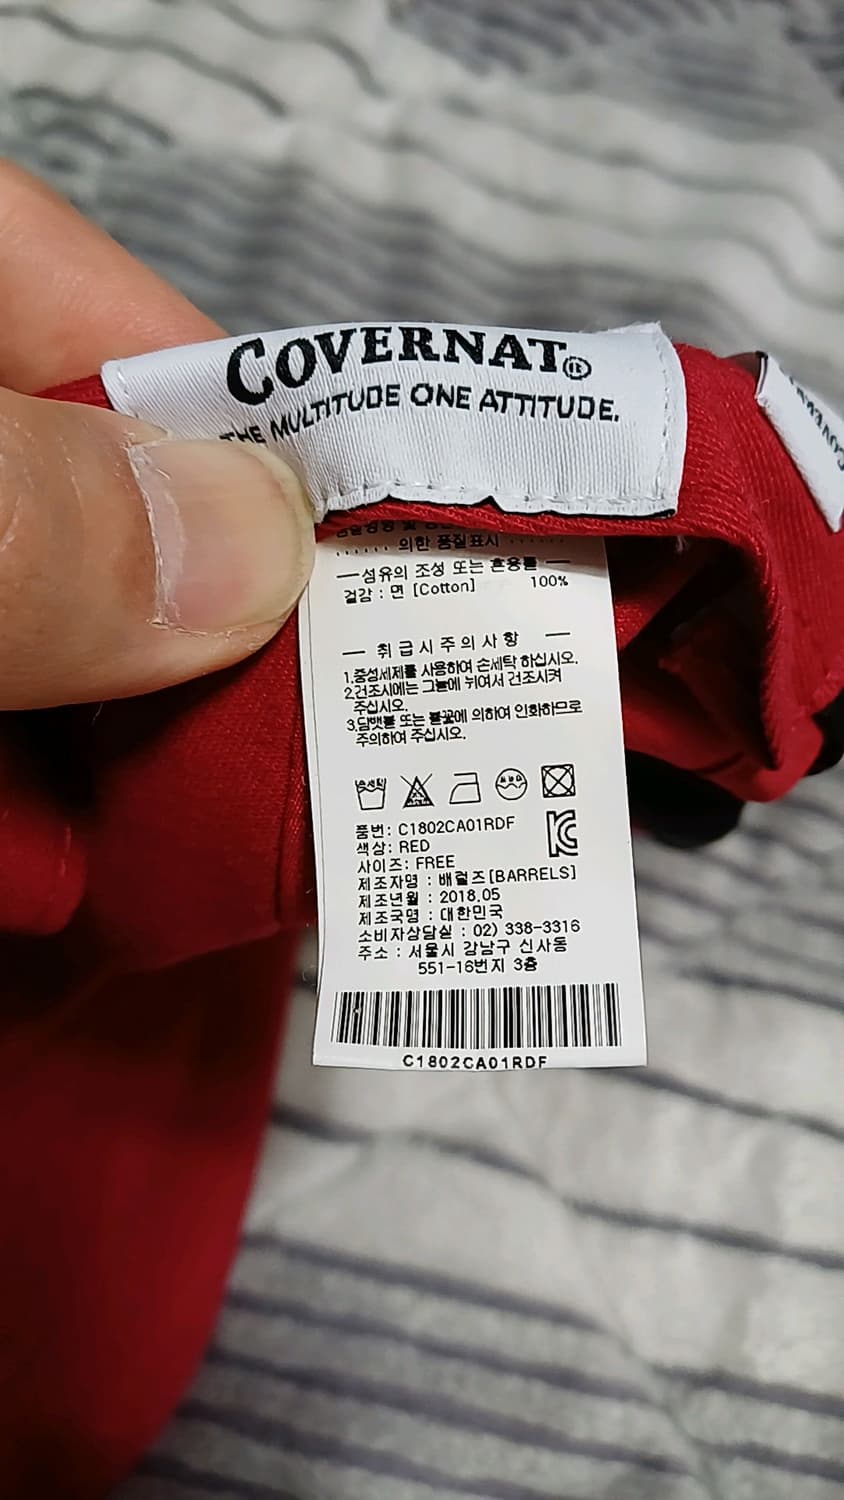 COVERNAT®
THE MULTITUDE ONE ATTITUDE.
COVERN
의한 품질표시
섬유의 조성 또는 혼용률
겉감 : 면 [Cotton] 100%
취급시주의사항
1.중성세제를 사용하여 손세탁 하십시오.
2.건조시에는 그늘에 뉘여서 건조시켜
주십시오.
3.담뱃불 또는 불꽃에 의하여 인화하므로
주의하여 주십시오.
품번: C1802CA01RDF
색상: RED
사이즈: FREE
제조자명 : 배럴즈[BARRELS]
제조년월 : 2018.05
제조국명 : 대한민국
소비자상담실 : 02) 338-3316
주소 : 서울시 강남구 신사동
551-16번지 3층
C1802CA01RDF